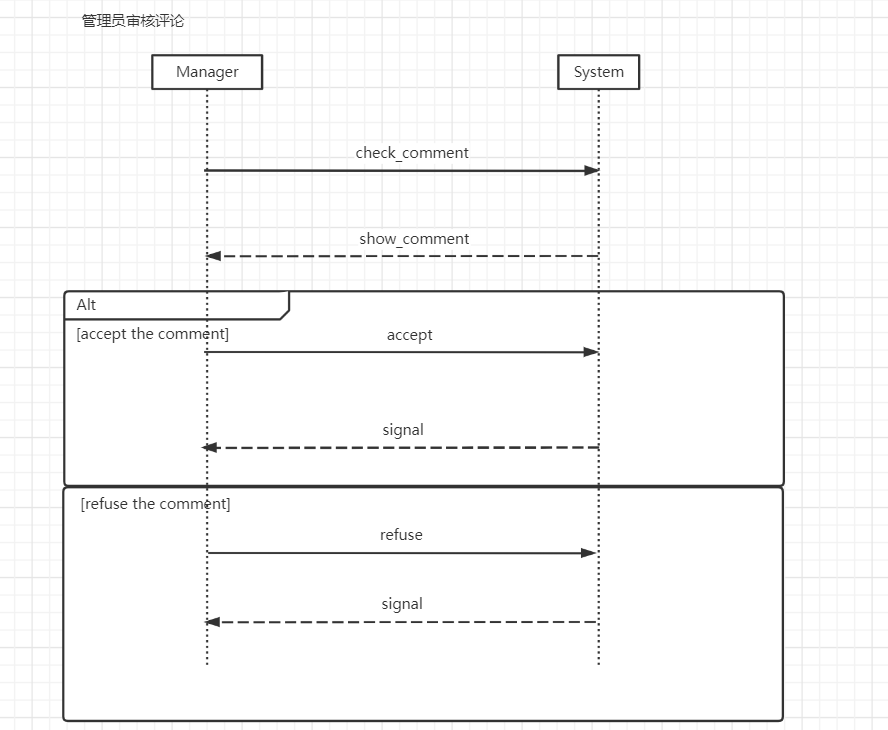 管理员审核评论
Manager
System
check_comment
show_comment
Alt
[accept the comment]
accept
signal
[refuse the comment]
refuse
signal